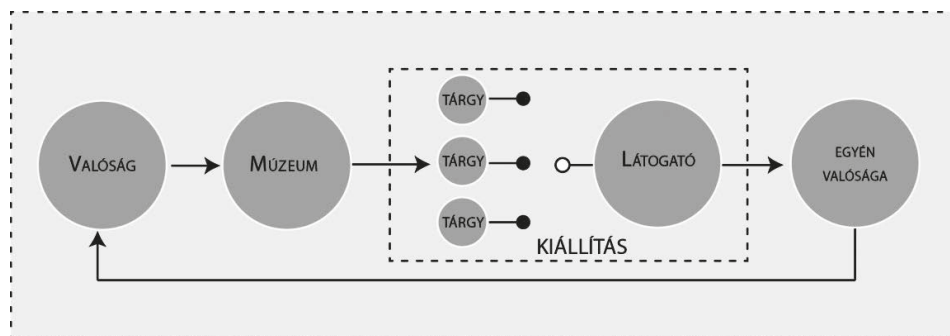 VALÓSÁG
MÚZEUM
TÁRGY
TÁRGY
TÁRGY
LÁTOGATÓ
EGYÉN
VALÓSÁGA
KIÁLLÍTÁS